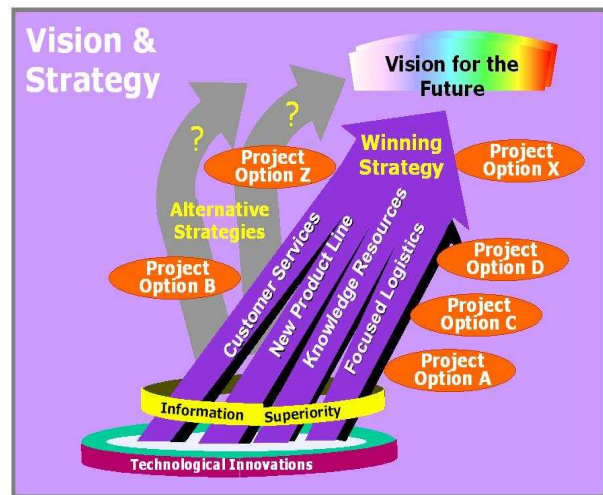 Vision &
Strategy
Vision for the
Future
?
?
Winning
Strategy
Project
Option Z
Project
Option X
Alternative
Strategies
Project
Option B
Customer Services
New Product Line
Knowledge Resources
Focused Logistics
Project
Option D
Project
Option C
Project
Option A
Information Superiority
Technological Innovations